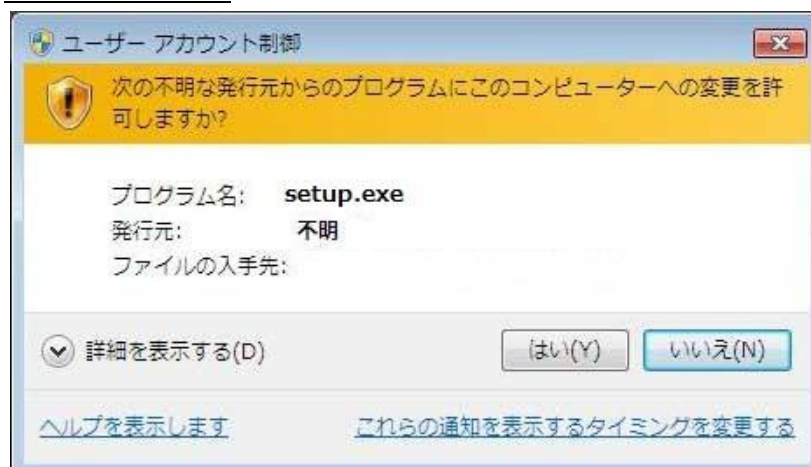 ユーザー アカウント制御
次の不明な発行元からのプログラムにこのコンピューターへの変更を許
可しますか?
プログラム名: setup.exe
発行元: 不明
ファイルの入手先:
詳細を表示する(D) はい(Y) いいえ(N)
ヘルプを表示します これらの通知を表示するタイミングを変更する